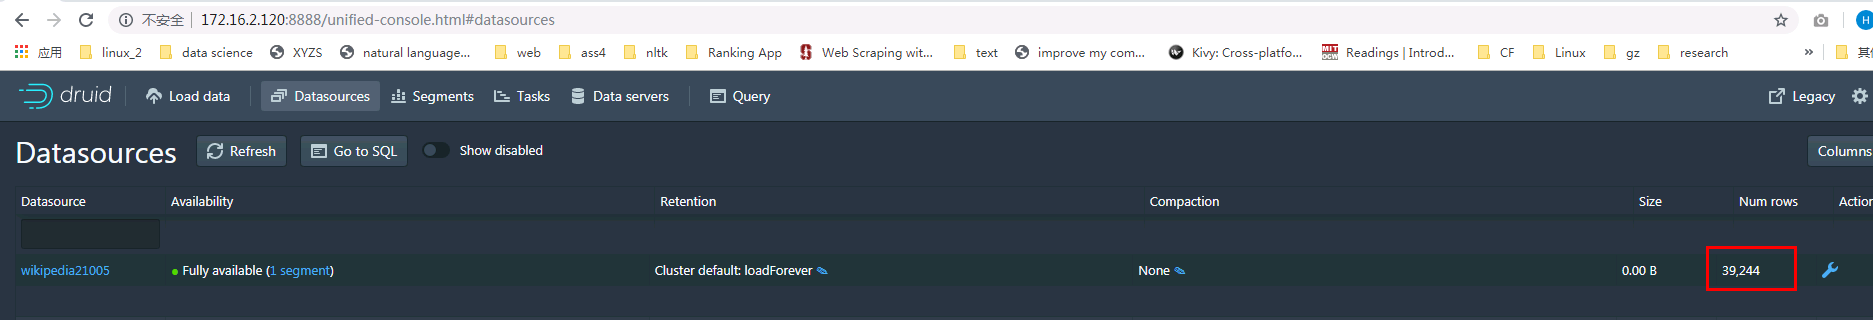 不安全 172.16.2.120:8888/unified-console.html#datasources
应用 linux_2 data science XYZS natural language... web ass4 nltk Ranking App Web Scraping wit... text improve my com... Kivy: Cross-platfo... Readings | Introd... CF Linux gz research »
druid Load data Datasources Segments Tasks Data servers Query Legacy
Datasources Refresh Go to SQL Show disabled Columns
Datasource Availability Retention Compaction Size Num rows Action
wikipedia21005 Fully available (1 segment) Cluster default: loadForever None 0.00 B 39,244